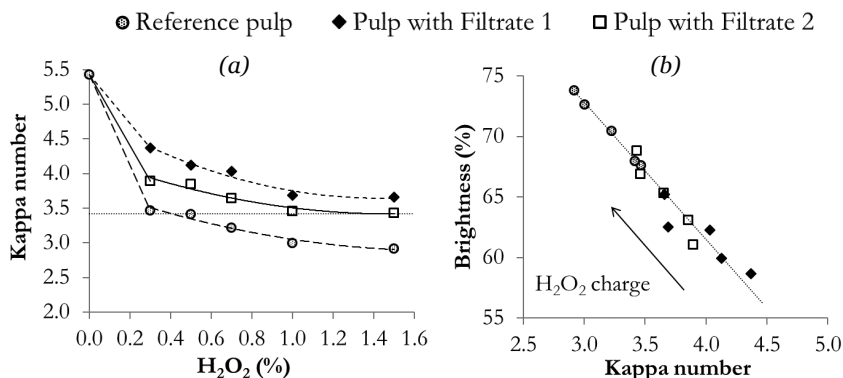 Reference pulp Pulp with Filtrate 1 Pulp with Filtrate 2
(a)
5.5
5.0
4.5
4.0
3.5
3.0
2.5
2.0
Kappa number
0.0 0.2 0.4 0.6 0.8 1.0 1.2 1.4 1.6
H₂O₂ (%)
(b)
75
70
65
60
55
Brightness (%)
H₂O₂ charge
2.5 3.0 3.5 4.0 4.5 5.0
Kappa number